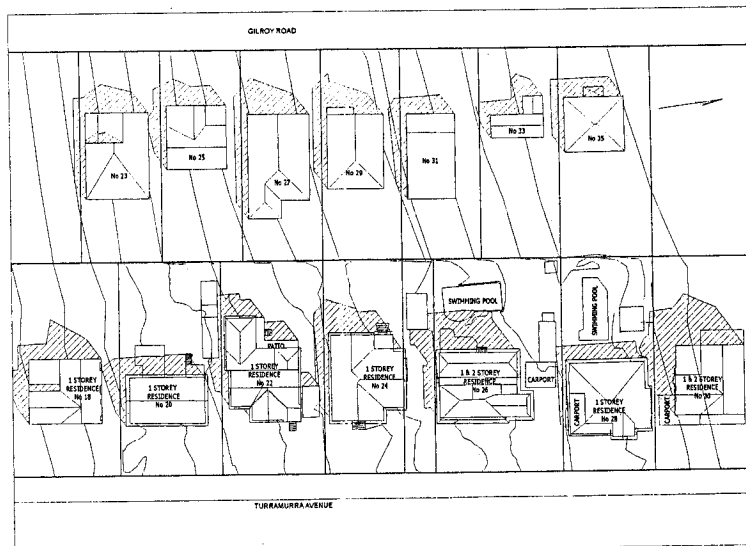 GILROY ROAD
No 23
No 25
No 27
No 29
No 31
No 33
No 35
SWIMMING POOL
SWIMMING POOL
PATIO
1 STOREY
RESIDENCE
No 18
1 STOREY
RESIDENCE
No 20
1 STOREY
RESIDENCE
No 22
1 STOREY
RESIDENCE
No 24
1 & 2 STOREY
RESIDENCE
No 26
CARPORT
CARPORT
1 STOREY
RESIDENCE
No 28
CARPORT
1 & 2 STOREY
RESIDENCE
No 30
TURRAMURRA AVENUE